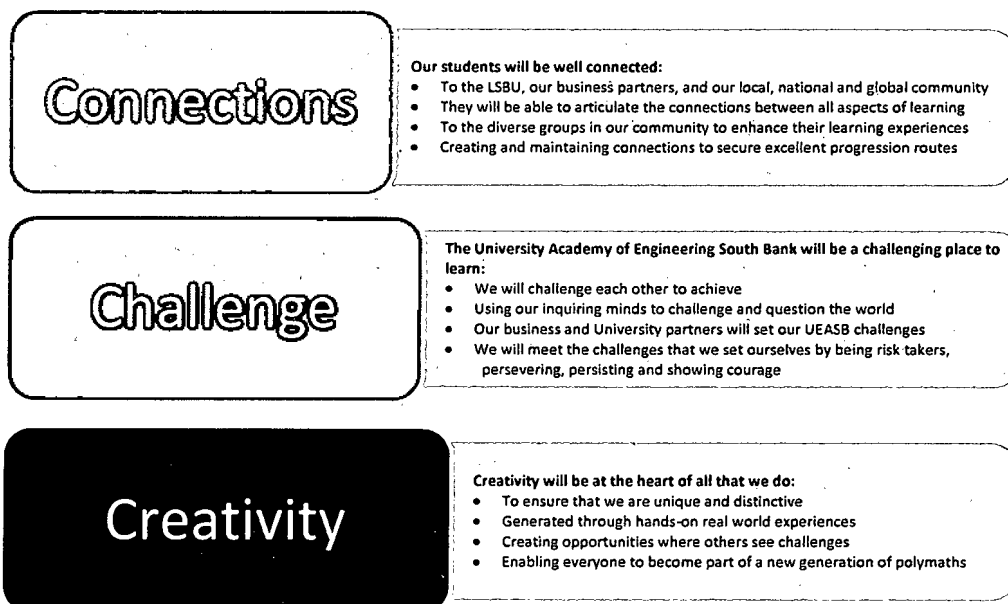 Connections
Our students will be well connected:
• To the LSBU, our business partners, and our local, national and global community
• They will be able to articulate the connections between all aspects of learning
• To the diverse groups in our community to enhance their learning experiences
• Creating and maintaining connections to secure excellent progression routes
Challenge
The University Academy of Engineering South Bank will be a challenging place to
learn:
• We will challenge each other to achieve
• Using our inquiring minds to challenge and question the world
• Our business and University partners will set our UEASB challenges
• We will meet the challenges that we set ourselves by being risk takers,
persevering, persisting and showing courage
Creativity
Creativity will be at the heart of all that we do:
• To ensure that we are unique and distinctive
• Generated through hands-on real world experiences
• Creating opportunities where others see challenges
• Enabling everyone to become part of a new generation of polymaths